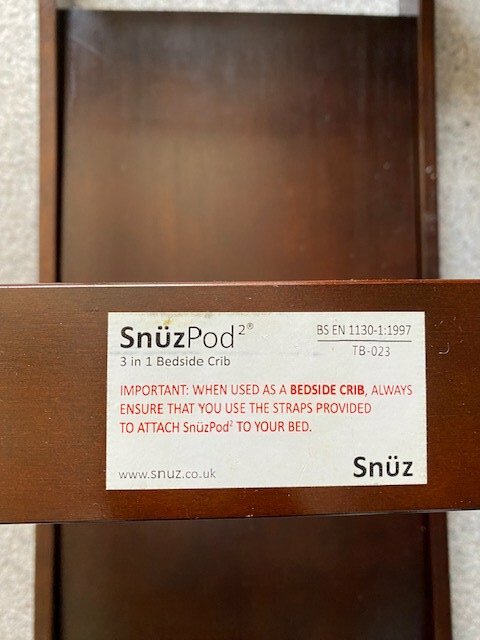 SnüzPod²®
3 in 1 Bedside Crib
BS EN 1130-1:1997
TB-023
IMPORTANT: WHEN USED AS A BEDSIDE CRIB, ALWAYS
ENSURE THAT YOU USE THE STRAPS PROVIDED
TO ATTACH SnüzPod² TO YOUR BED.
www.snuz.co.uk
Snüz